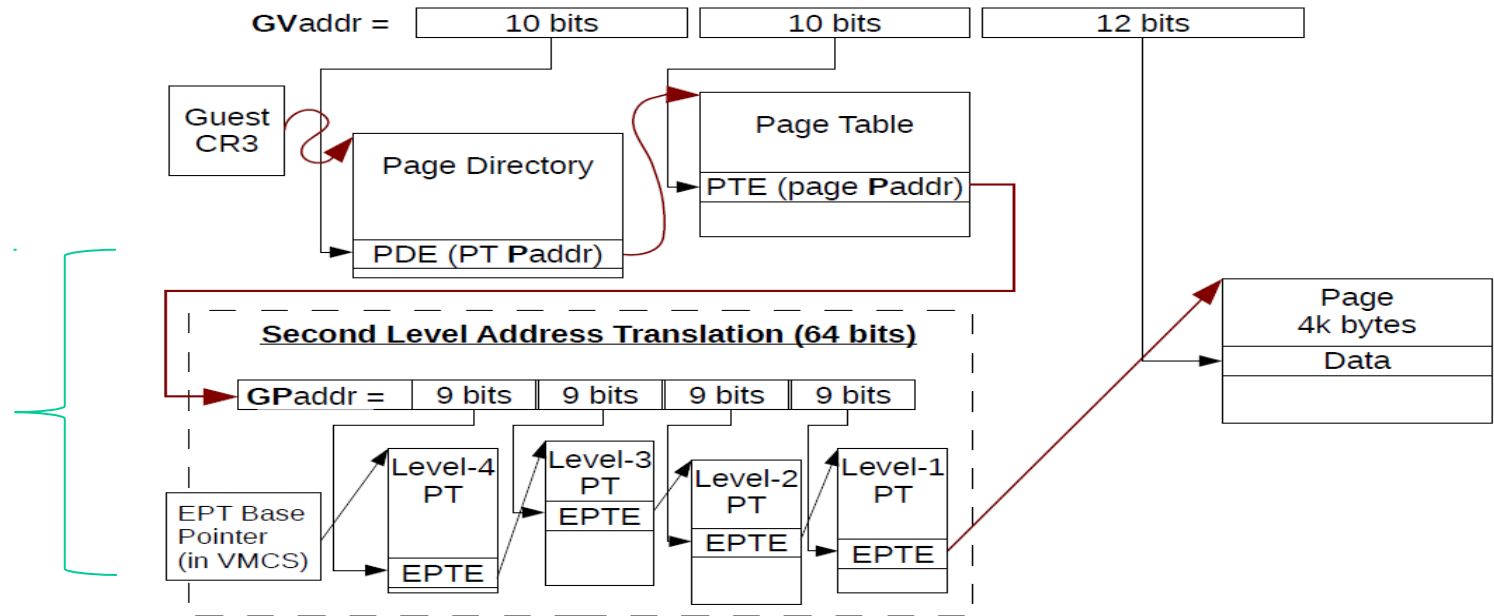 GVaddr =
10 bits
10 bits
12 bits
Guest
CR3
Page Directory
PDE (PT Paddr)
Page Table
PTE (page Paddr)
Page
4k bytes
Data
Second Level Address Translation (64 bits)
GPaddr =
9 bits
9 bits
9 bits
9 bits
EPT Base
Pointer
(in VMCS)
Level-4
PT
EPTE
Level-3
PT
EPTE
Level-2
PT
EPTE
Level-1
PT
EPTE